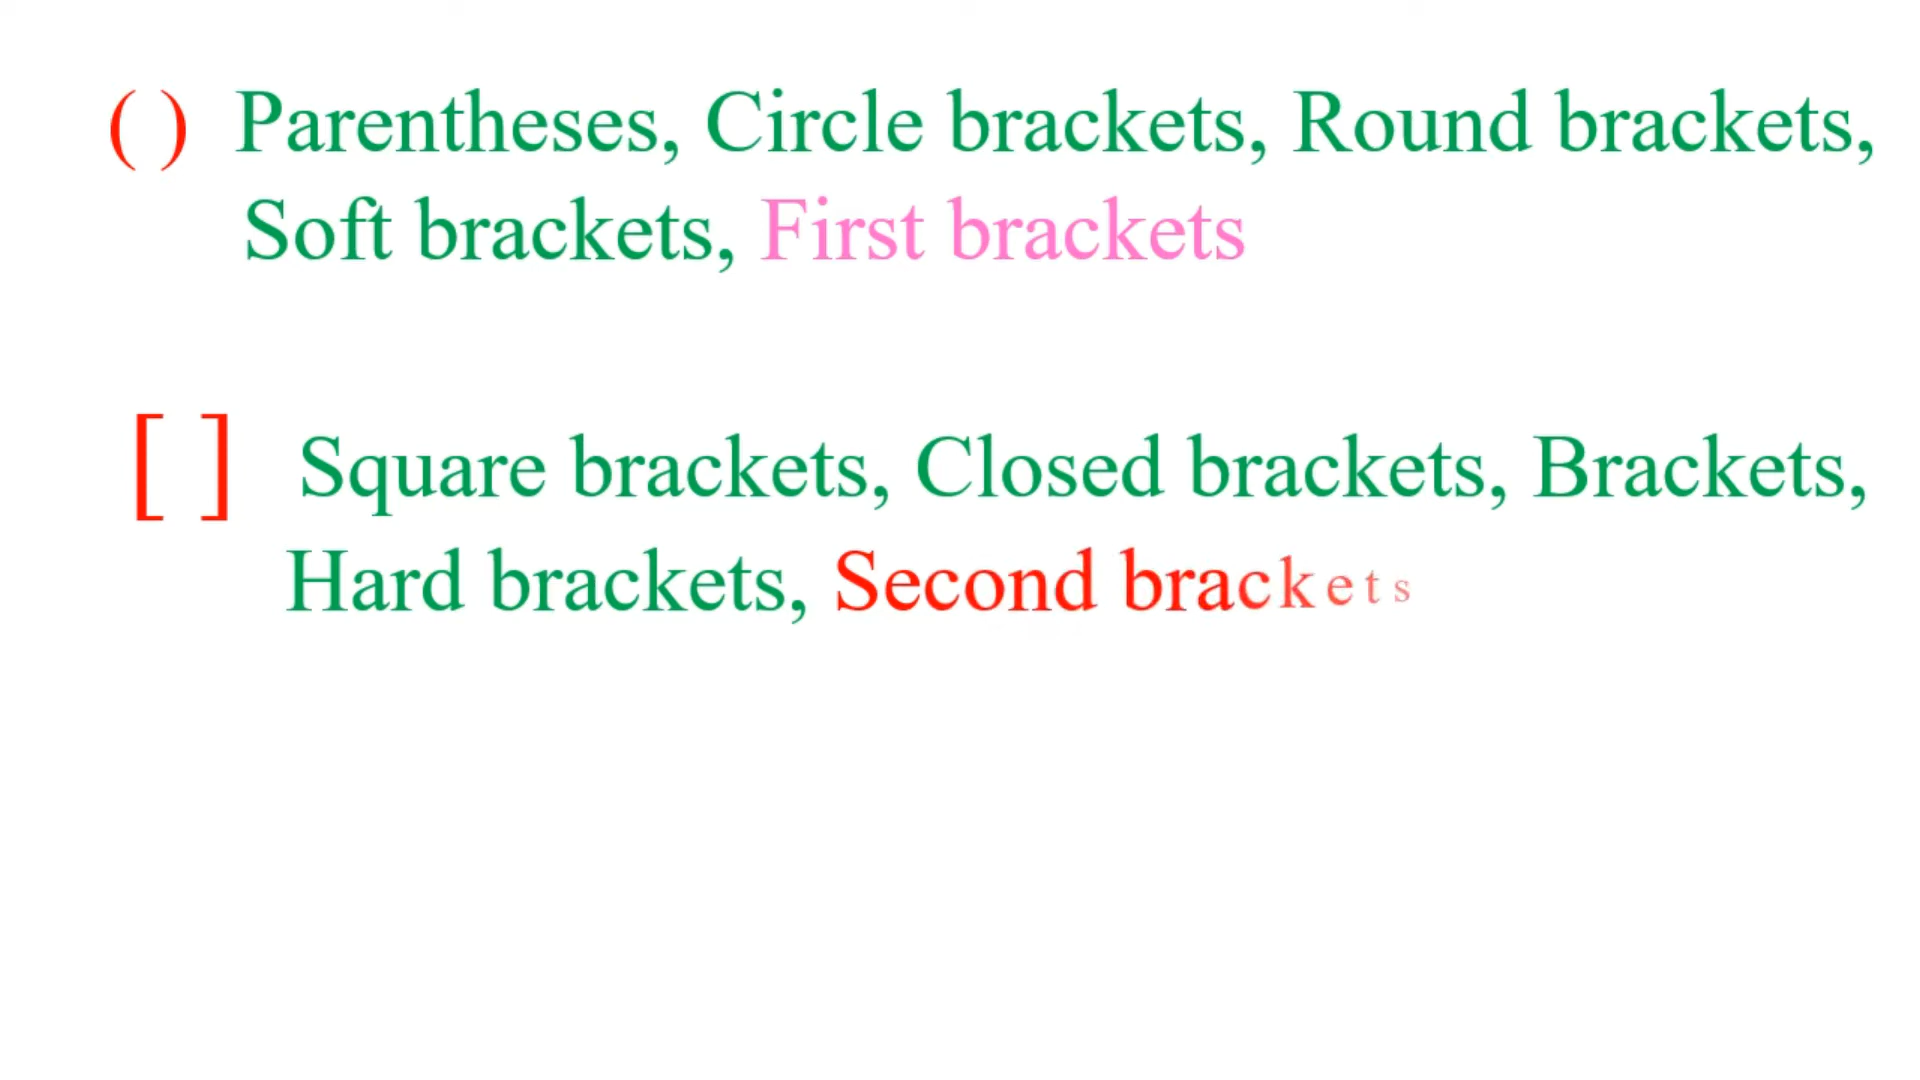 ( ) Parentheses, Circle brackets, Round brackets,
Soft brackets, First brackets
[ ] Square brackets, Closed brackets, Brackets,
Hard brackets, Second brackets